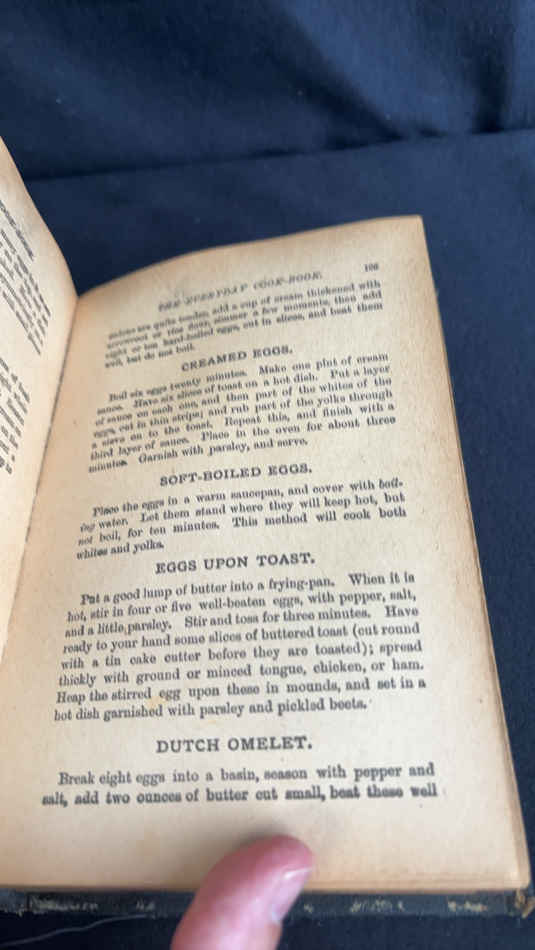 THE EVERYDAY COOK-BOOK.
onions are quite tender, add a cup of cream thickened with
arrowroot or rice flour, simmer a few moments, then add
eight or ten hard-boiled eggs, cut in slices, and heat them
well, but do not boil.
CREAMED EGGS.
Boil six eggs twenty minutes. Make one pint of cream
sauce. Have six slices of toast on a hot dish. Put a layer
of sauce on each one, and then part of the whites of the
eggs, cut in thin strips; and rub part of the yolks through
a sieve on to the toast. Repeat this, and finish with a
third layer of sauce. Place in the oven for about three
minutes. Garnish with parsley, and serve.
SOFT-BOILED EGGS.
Place the eggs in a warm saucepan, and cover with boil-
ing water. Let them stand where they will keep hot, but
not boil, for ten minutes. This method will cook both
whites and yolks.
EGGS UPON TOAST.
Put a good lump of butter into a frying-pan. When it is
hot, stir in four or five well-beaten eggs, with pepper, salt,
and a little parsley. Stir and toss for three minutes. Have
ready to your hand some slices of buttered toast (cut round
with a tin cake cutter before they are toasted); spread
thickly with ground or minced tongue, chicken, or ham.
Heap the stirred egg upon these in mounds, and set in a
hot dish garnished with parsley and pickled beets.
DUTCH OMELET.
Break eight eggs into a basin, season with pepper and
salt, add two ounces of butter cut small, beat these well